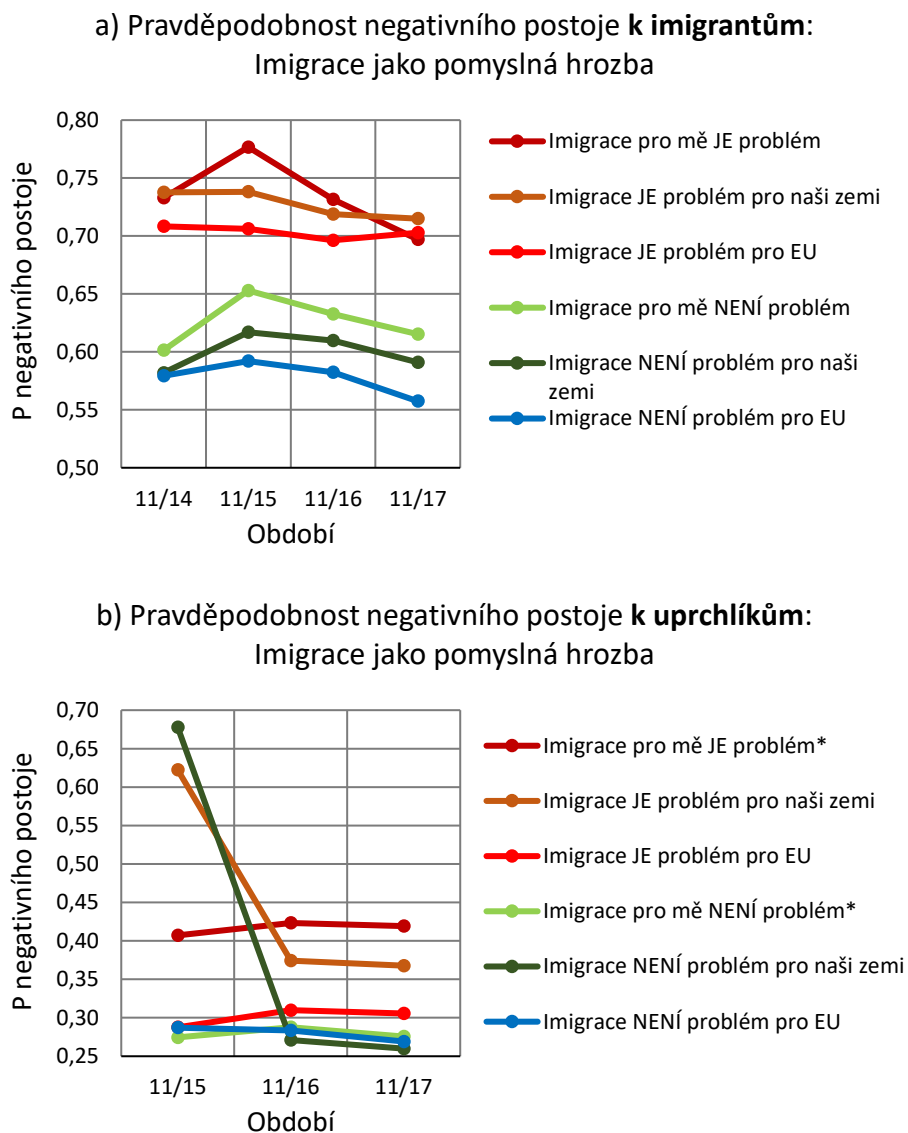 a) Pravděpodobnost negativního postoje k imigrantům:
Imigrace jako pomyslná hrozba
P negativního postoje
0,80
0,75
0,70
0,65
0,60
0,55
0,50
11/14 11/15 11/16 11/17
Období
Imigrace pro mě JE problém
Imigrace JE problém pro naši zemi
Imigrace JE problém pro EU
Imigrace pro mě NENÍ problém
Imigrace NENÍ problém pro naši
zemi
Imigrace NENÍ problém pro EU
b) Pravděpodobnost negativního postoje k uprchlíkům:
Imigrace jako pomyslná hrozba
P negativního postoje
0,70
0,65
0,60
0,55
0,50
0,45
0,40
0,35
0,30
0,25
11/15 11/16 11/17
Období
Imigrace pro mě JE problém*
Imigrace JE problém pro naši zemi
Imigrace JE problém pro EU
Imigrace pro mě NENÍ problém*
Imigrace NENÍ problém pro naši zemi
Imigrace NENÍ problém pro EU